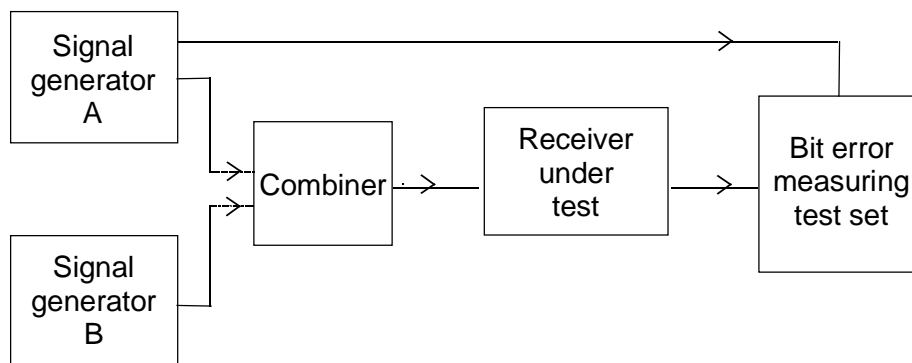 Signal
generator
A
Combiner
Receiver
under
test
Bit error
measuring
test set
Signal
generator
B